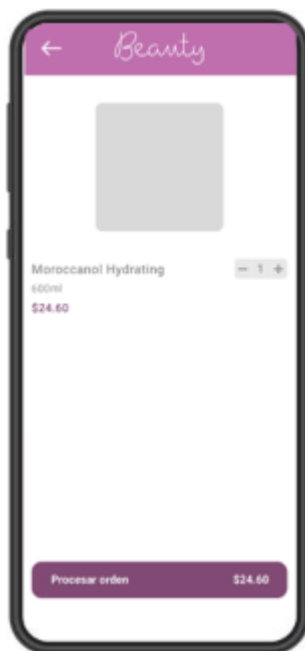 Beauty
Moroccanol Hydrating
− 1 +
600ml
$24.60
Procesar orden $24.60